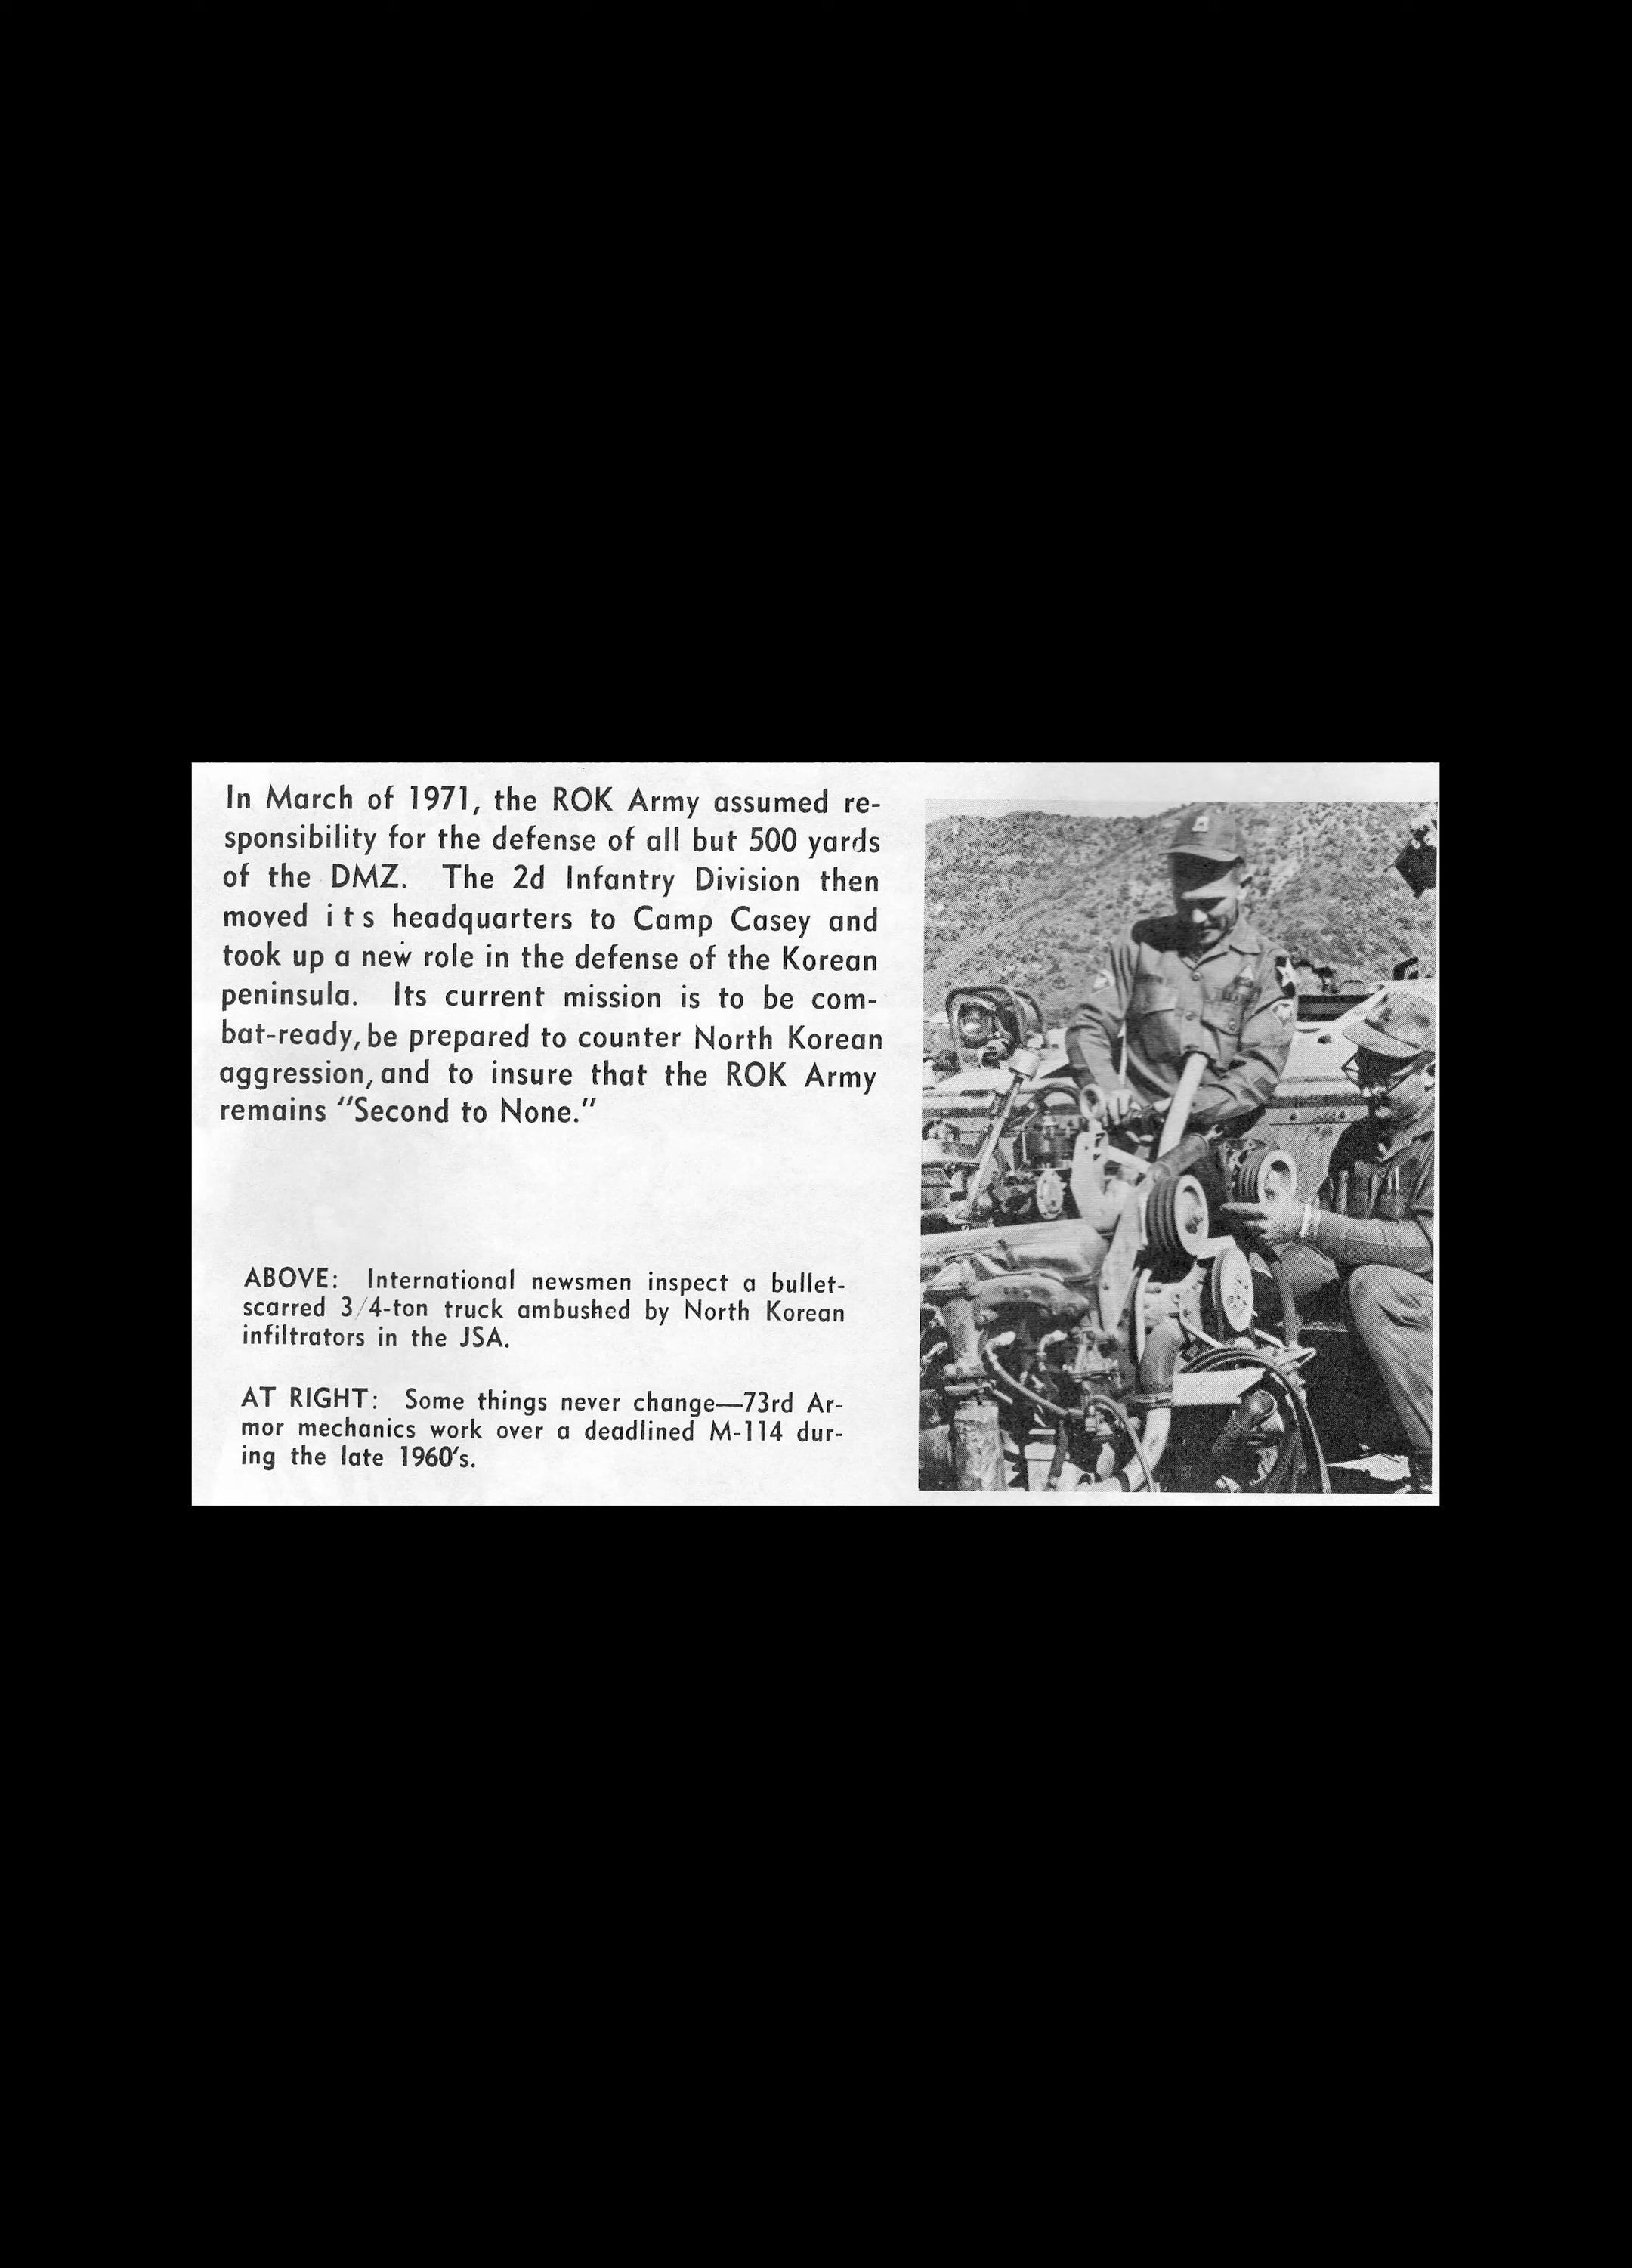 In March of 1971, the ROK Army assumed re-
sponsibility for the defense of all but 500 yards
of the DMZ. The 2d Infantry Division then
moved its headquarters to Camp Casey and
took up a new role in the defense of the Korean
peninsula. Its current mission is to be com-
bat-ready, be prepared to counter North Korean
aggression, and to insure that the ROK Army
remains "Second to None."
ABOVE: International newsmen inspect a bullet-
scarred 3/4-ton truck ambushed by North Korean
infiltrators in the JSA.
AT RIGHT: Some things never change—73rd Ar-
mor mechanics work over a deadlined M-114 dur-
ing the late 1960's.